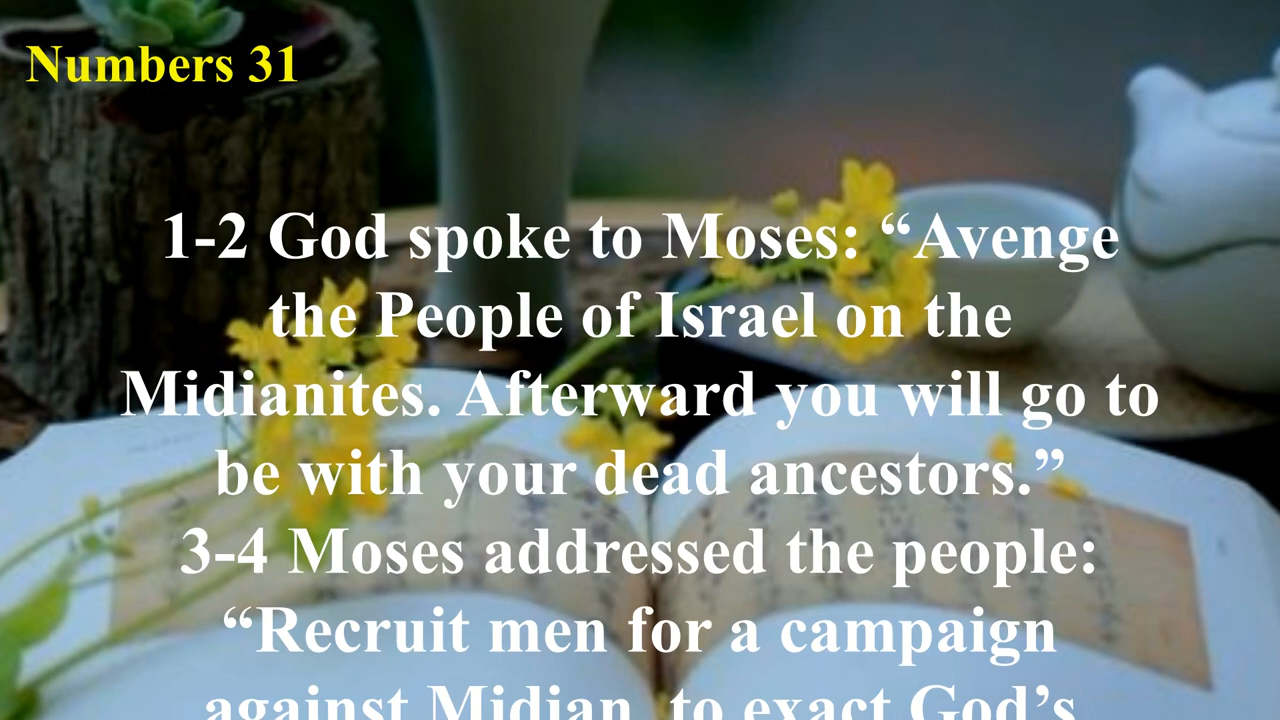 Numbers 31
1-2 God spoke to Moses: “Avenge
the People of Israel on the
Midianites. Afterward you will go to
be with your dead ancestors.”
3-4 Moses addressed the people:
“Recruit men for a campaign
against Midian, to exact God’s